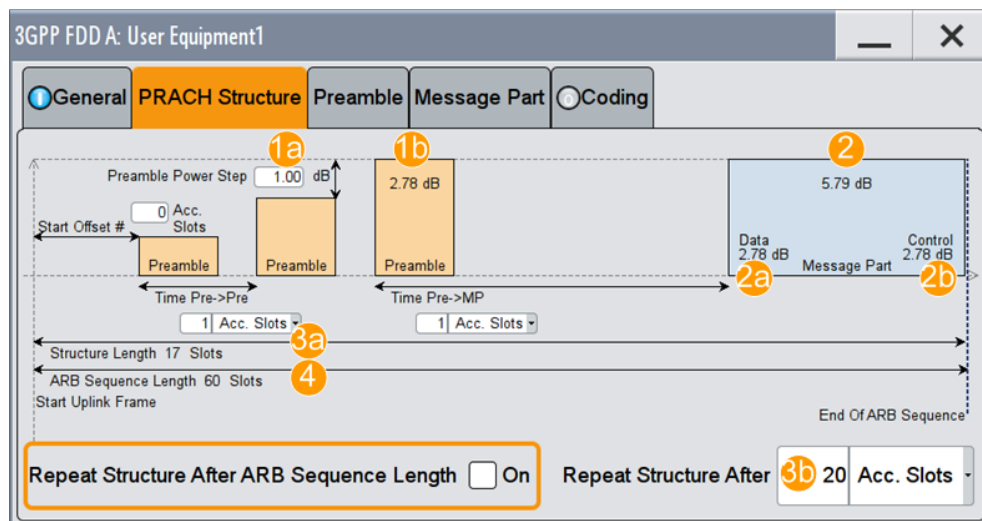 3GPP FDD A: User Equipment1
General PRACH Structure Preamble Message Part Coding
1a 1b 2
Preamble Power Step 1.00 dB 2.78 dB 5.79 dB
0 Acc. Slots
Start Offset #
Data 2.78 dB Control 2.78 dB
Preamble Preamble Preamble Message Part
2a 2b
Time Pre->Pre Time Pre->MP
1 Acc. Slots 1 Acc. Slots
3a
Structure Length 17 Slots
4
ARB Sequence Length 60 Slots
Start Uplink Frame
End Of ARB Sequence
Repeat Structure After ARB Sequence Length On Repeat Structure After 3b 20 Acc. Slots